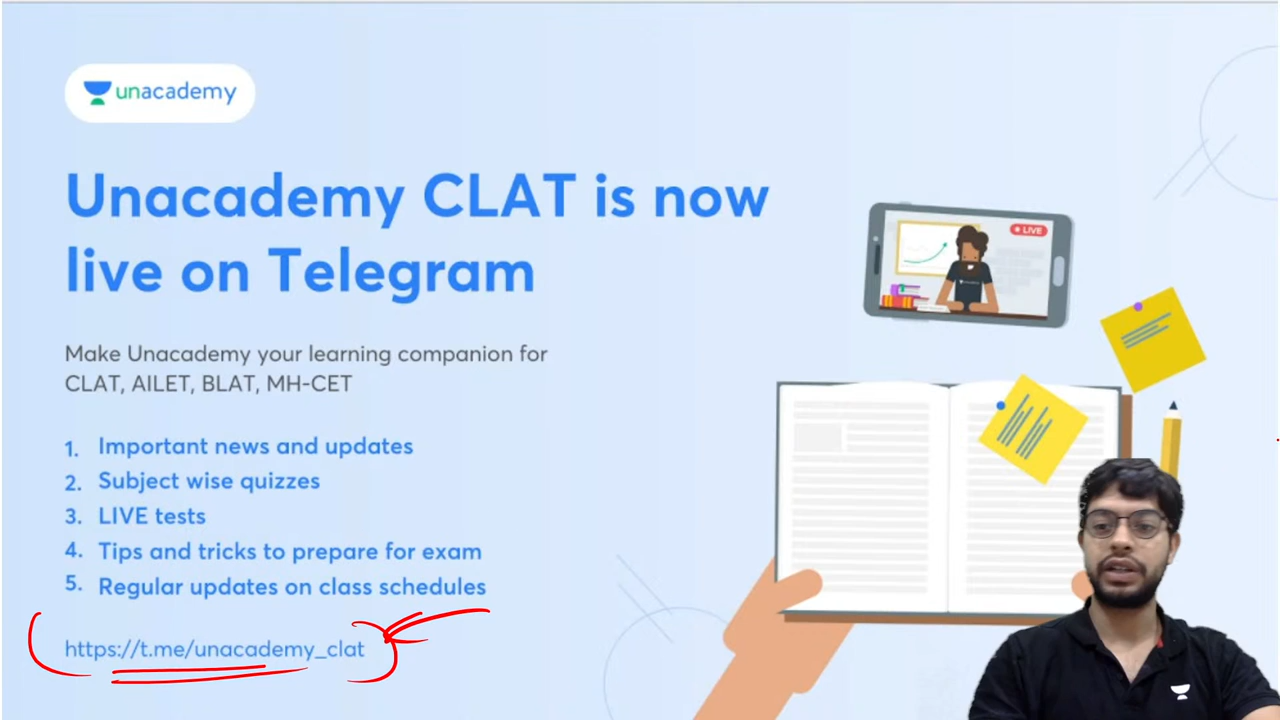 unacademy
Unacademy CLAT is now
live on Telegram
Make Unacademy your learning companion for
CLAT, AILET, BLAT, MH-CET
1. Important news and updates
2. Subject wise quizzes
3. LIVE tests
4. Tips and tricks to prepare for exam
5. Regular updates on class schedules
https://t.me/unacademy_clat
LIVE